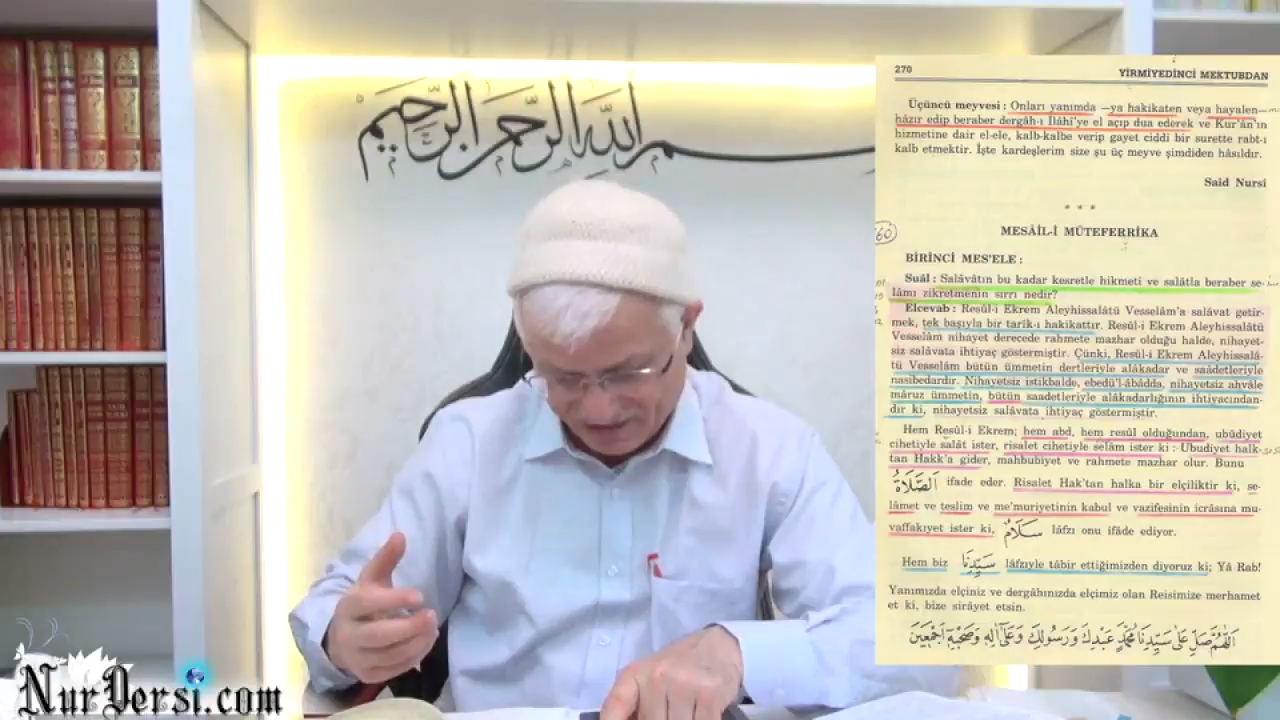 بسم الله الرحمن الرحيم
270 YİRMİYEDİNCİ MEKTUBDAN
Üçüncü meyvesi : Onları yanımda —ya hakikaten veya hayalen—
hâzır edip beraber dergâh-ı İlâhî'ye el açıp dua ederek ve Kur'ân'ın
hizmetine dair el-ele, kalb-kalbe verip gayet ciddî bir surette rabt-ı
kalb etmektir. İşte kardeşlerim size şu üç meyve şimdiden hâsıldır.
Said Nursî
* * *
60
MESÂİL-İ MÜTEFERRİKA
BİRİNCİ MES'ELE :
Suâl : Salâvâtın bu kadar kesretle hikmeti ve salâtla beraber se-
lâmı zikretmenin sırrı nedir?
Elcevab : Resûl-i Ekrem Aleyhissalâtü Vesselâm'a salâvat getir-
mek, tek başıyla bir tarîk-ı hakikattır. Resûl-i Ekrem Aleyhissalâtü
Vesselâm nihayet derecede rahmete mazhar olduğu halde, nihayet-
siz salâvata ihtiyaç göstermiştir. Çünki, Resûl-i Ekrem Aleyhissalâ-
tü Vesselâm bütün ümmetin dertleriyle alâkadar ve saâdetleriyle
nasibedardır. Nihayetsiz istikbalde, ebedü'l-âbâdda, nihayetsiz ahvâle
mâruz ümmetin, bütün saadetleriyle alâkadarlığının ihtiyacından-
dır ki, nihayetsiz salâvata ihtiyaç göstermiştir.
Hem Resûl-i Ekrem; hem abd, hem resûl olduğundan, ubûdiyet
cihetiyle salât ister, risalet cihetiyle selâm ister ki : Ubudiyet halk-
tan Hakk'a gider, mahbubiyet ve rahmete mazhar olur. Bunu
اَلصَّلَاةُ ifade eder. Risalet Hak'tan halka bir elçiliktir ki, se-
lâmet ve teslim ve me'muriyetinin kabul ve vazifesinin icrasına mu-
vaffakıyet ister ki, سَلَامُ lâfzı onu ifade ediyor.
Hem biz سَيِّدِنَا lâfzıyle tâbir ettiğimizden diyoruz ki; Yâ Rab!
Yanımızda elçiniz ve dergâhınızda elçimiz olan Reisimize merhamet
et ki, bize sirâyet etsin.
اَللّٰهُمَّ صَلِّ عَلٰى سَيِّدِنَا مُحَمَّدٍ عَبْدِكَ وَرَسُولِكَ وَعَلٰى اٰلِهِ وَصَحْبِهِ اَجْمَعِينَ
NurDersi.com